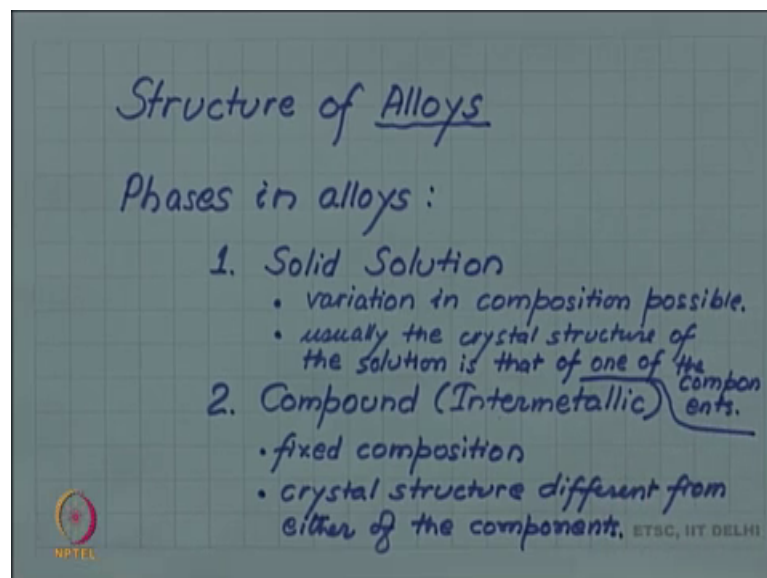 Structure of Alloys
Phases in alloys :
1. Solid Solution
• variation in composition possible.
• usually the crystal structure of
the solution is that of one of the
components.
2. Compound (Intermetallic)
• fixed composition
• crystal structure different from
either of the components.
ETSC, IIT DELHI
NPTEL